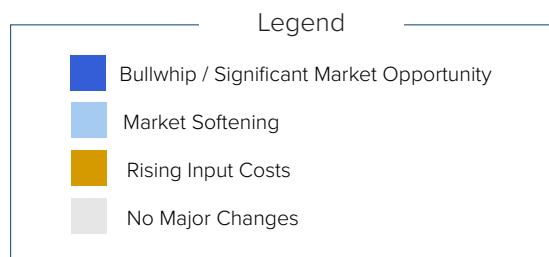 Legend
Bullwhip / Significant Market Opportunity
Market Softening
Rising Input Costs
No Major Changes